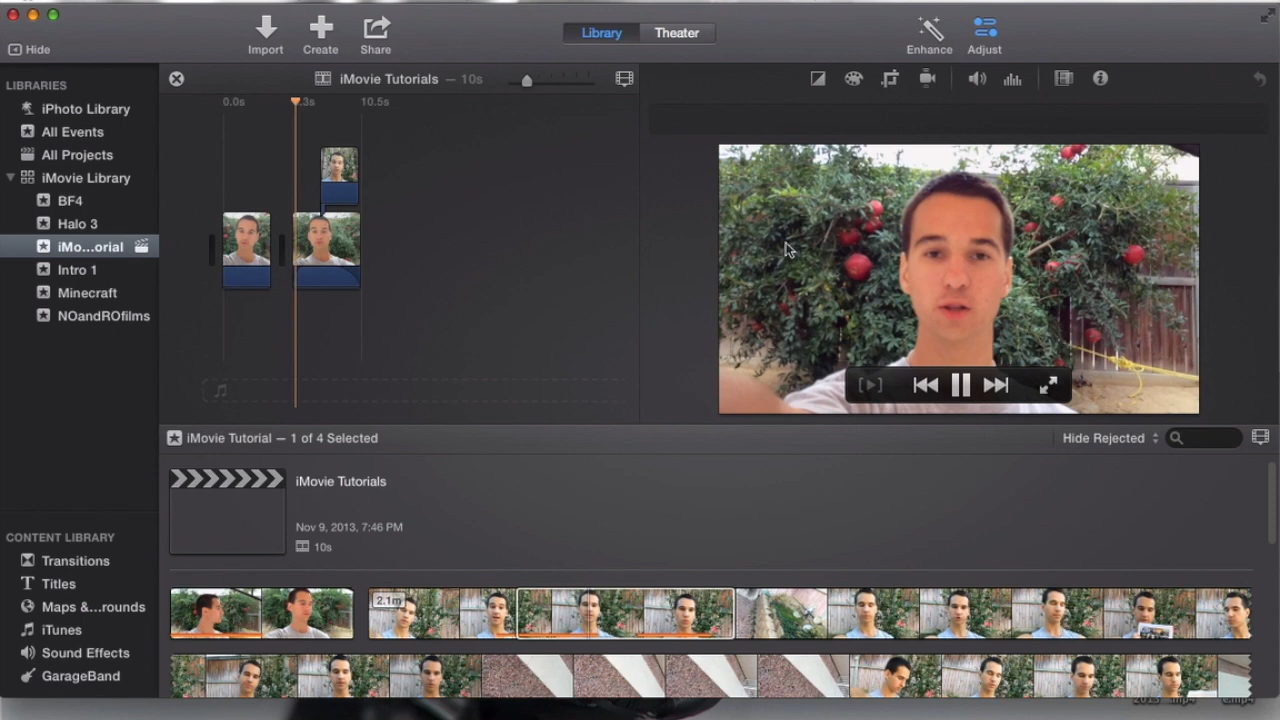 Hide
Import
Create
Share
Library
Theater
Enhance
Adjust
LIBRARIES
iPhoto Library
All Events
All Projects
iMovie Library
BF4
Halo 3
iMo...orial
Intro 1
Minecraft
NOandROfilms
CONTENT LIBRARY
Transitions
Titles
Maps &...rounds
iTunes
Sound Effects
GarageBand
iMovie Tutorials — 10s
0.0s
.3s
10.5s
iMovie Tutorial — 1 of 4 Selected
Hide Rejected
iMovie Tutorials
Nov 9, 2013, 7:46 PM
10s
2.1m